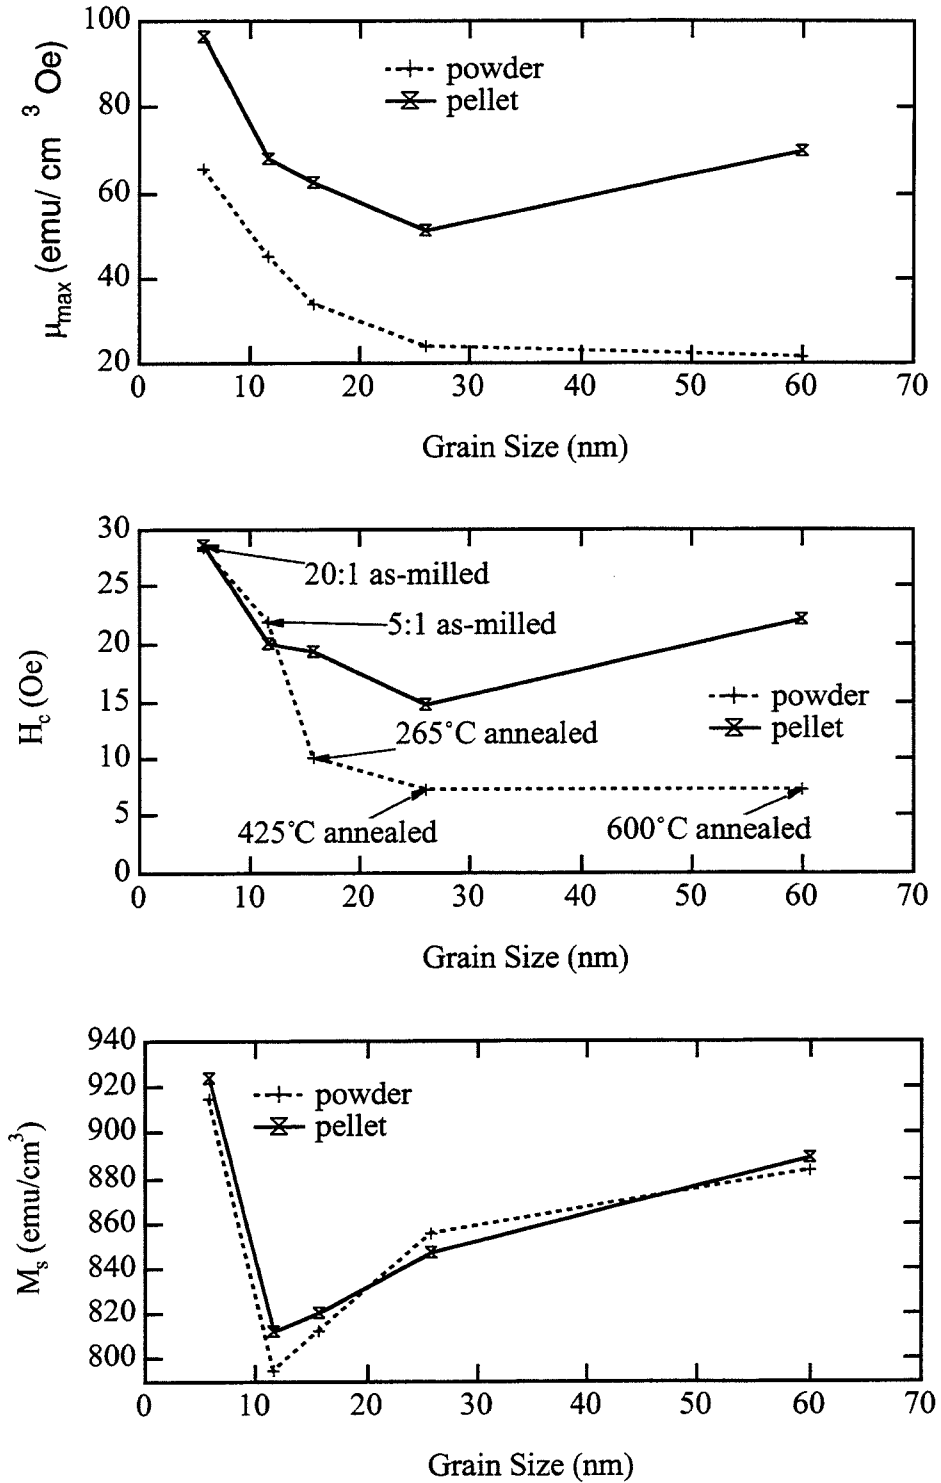 100
80
60
40
20
μmax (emu/ cm 3 Oe)
powder
pellet
0 10 20 30 40 50 60 70
Grain Size (nm)
30
25
20
15
10
5
0
Hc (Oe)
20:1 as-milled
5:1 as-milled
powder
265°C annealed
pellet
425°C annealed
600°C annealed
0 10 20 30 40 50 60 70
Grain Size (nm)
940
920
900
880
860
840
820
800
Ms (emu/cm3)
powder
pellet
0 10 20 30 40 50 60 70
Grain Size (nm)